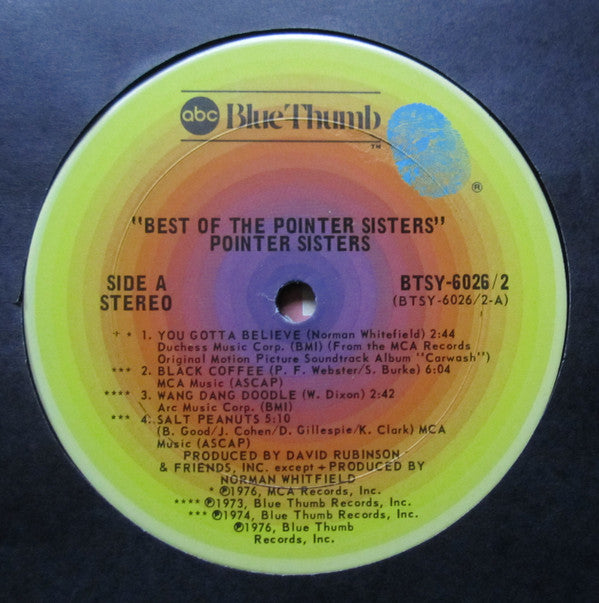 abc Blue Thumb
™
®
"BEST OF THE POINTER SISTERS"
POINTER SISTERS
SIDE A
STEREO
BTSY-6026/2
(BTSY-6026/2-A)
+ * 1. YOU GOTTA BELIEVE (Norman Whitefield) 2:44
Duchess Music Corp. (BMI) (From the MCA Records
Original Motion Picture Soundtrack Album "Carwash")
*** 2. BLACK COFFEE (P. F. Webster/S. Burke) 6:04
MCA Music (ASCAP)
**** 3. WANG DANG DOODLE (W. Dixon) 2:42
Arc Music Corp. (BMI)
*** 4. SALT PEANUTS 5:10
(B. Good/J. Cohen/D. Gillespie/K. Clark) MCA
Music (ASCAP)
PRODUCED BY DAVID RUBINSON
& FRIENDS, INC. except + PRODUCED BY
NORMAN WHITFIELD
* ℗1976, MCA Records, Inc.
**** ℗1973, Blue Thumb Records, Inc.
*** ℗1974, Blue Thumb Records, Inc.
℗1976, Blue Thumb
Records, Inc.